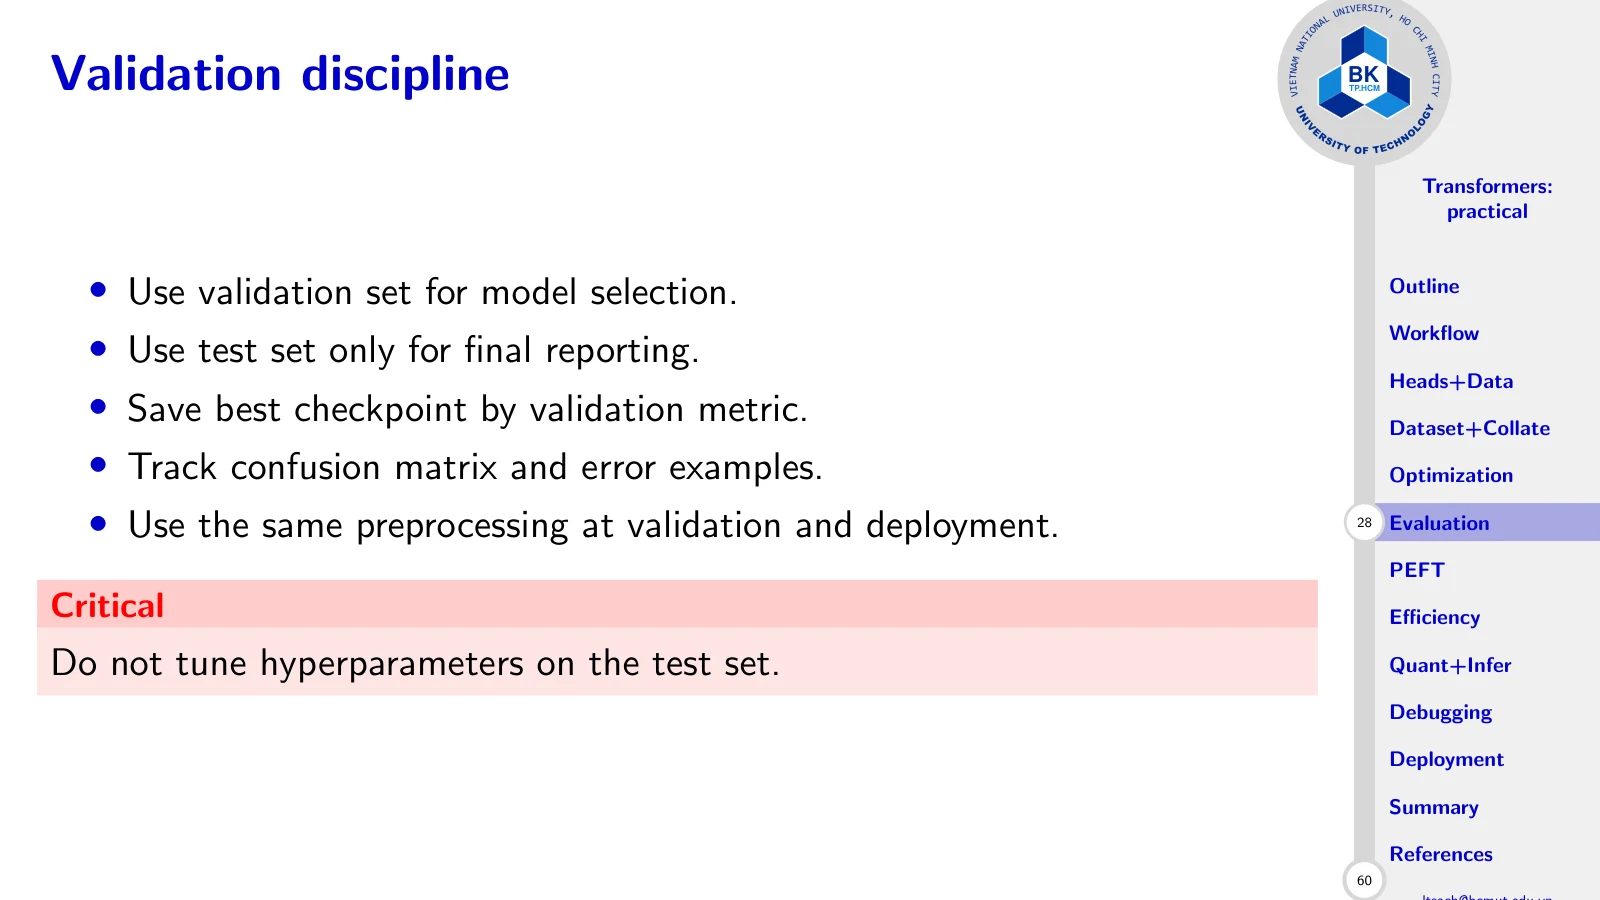 Validation discipline
Use validation set for model selection.
Use test set only for final reporting.
Save best checkpoint by validation metric.
Track confusion matrix and error examples.
Use the same preprocessing at validation and deployment.
Critical
Do not tune hyperparameters on the test set.
VIETNAM NATIONAL UNIVERSITY, HO CHI MINH CITY
BK
TP.HCM
UNIVERSITY OF TECHNOLOGY
Transformers:
practical
Outline
Workflow
Heads+Data
Dataset+Collate
Optimization
28 Evaluation
PEFT
Efficiency
Quant+Infer
Debugging
Deployment
Summary
References
60